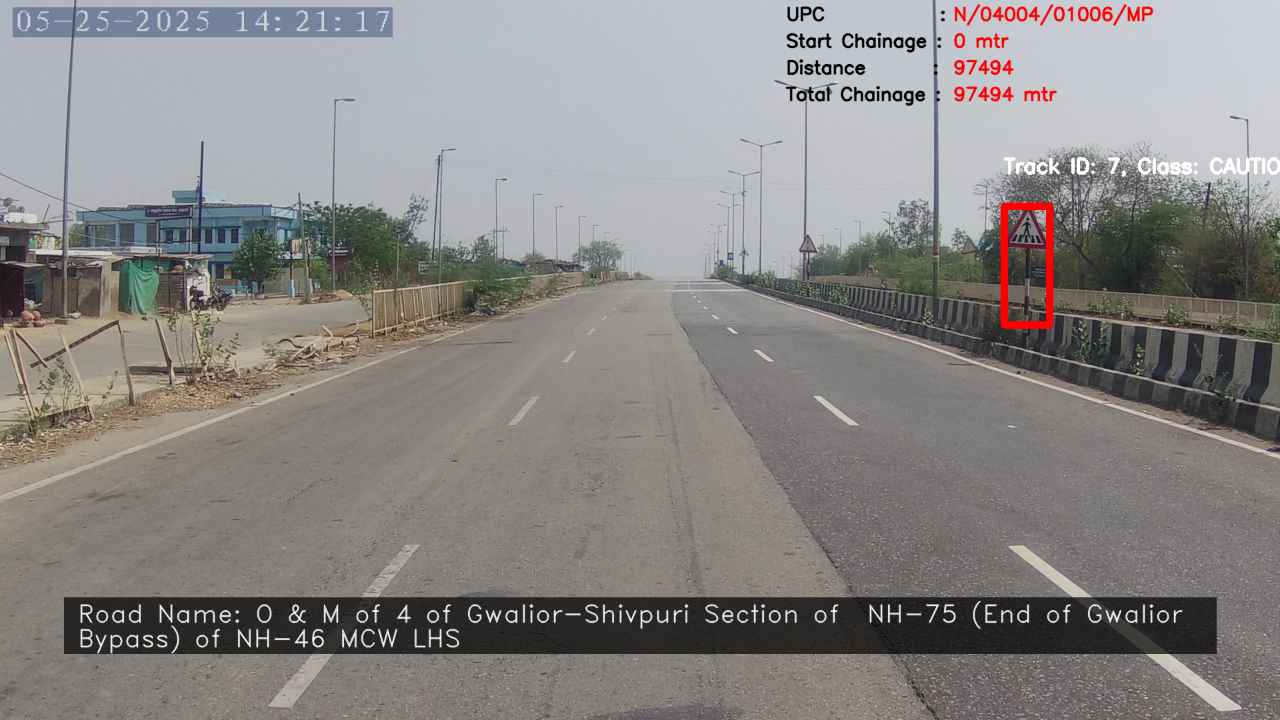 05-25-2025 14:21:17
UPC : N/04004/01006/MP
Start Chainage : 0 mtr
Distance : 97494
Total Chainage : 97494 mtr
Track ID: 7, Class: CAUTIO
Road Name: O & M of 4 of Gwalior-Shivpuri Section of NH-75 (End of Gwalior
Bypass) of NH-46 MCW LHS